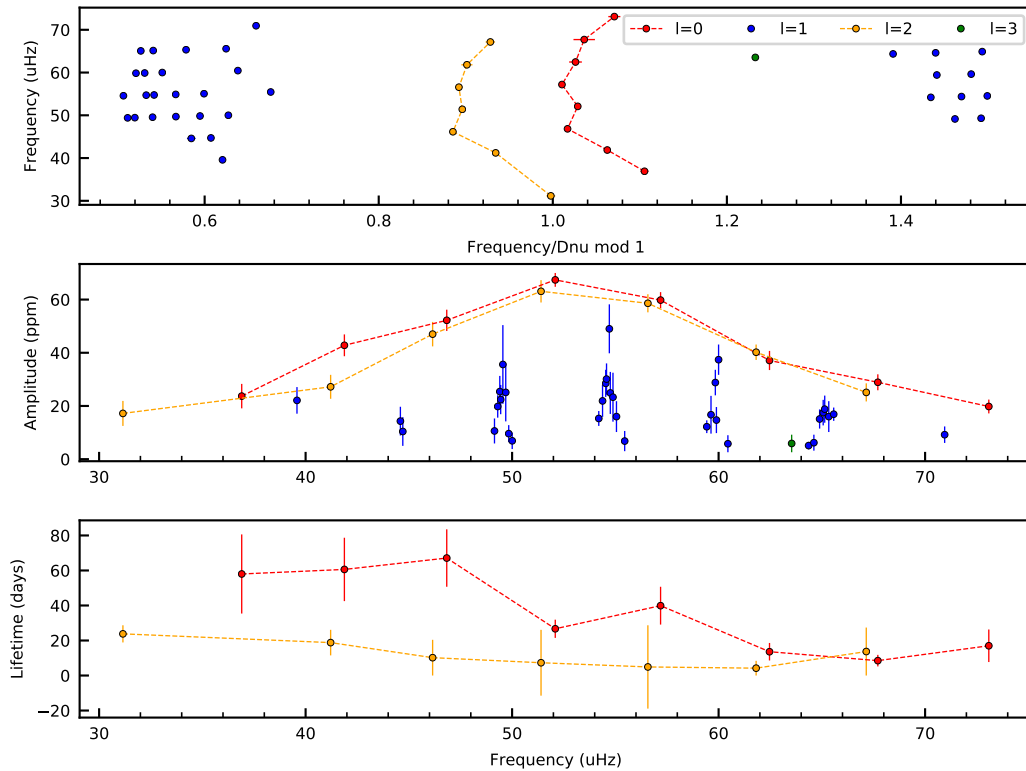 Frequency (uHz)
70
60
50
40
30
l=0 l=1 l=2 l=3
0.6 0.8 1.0 1.2 1.4
Frequency/Dnu mod 1
Amplitude (ppm)
60
40
20
0
30 40 50 60 70
Lifetime (days)
80
60
40
20
0
−20
30 40 50 60 70
Frequency (uHz)